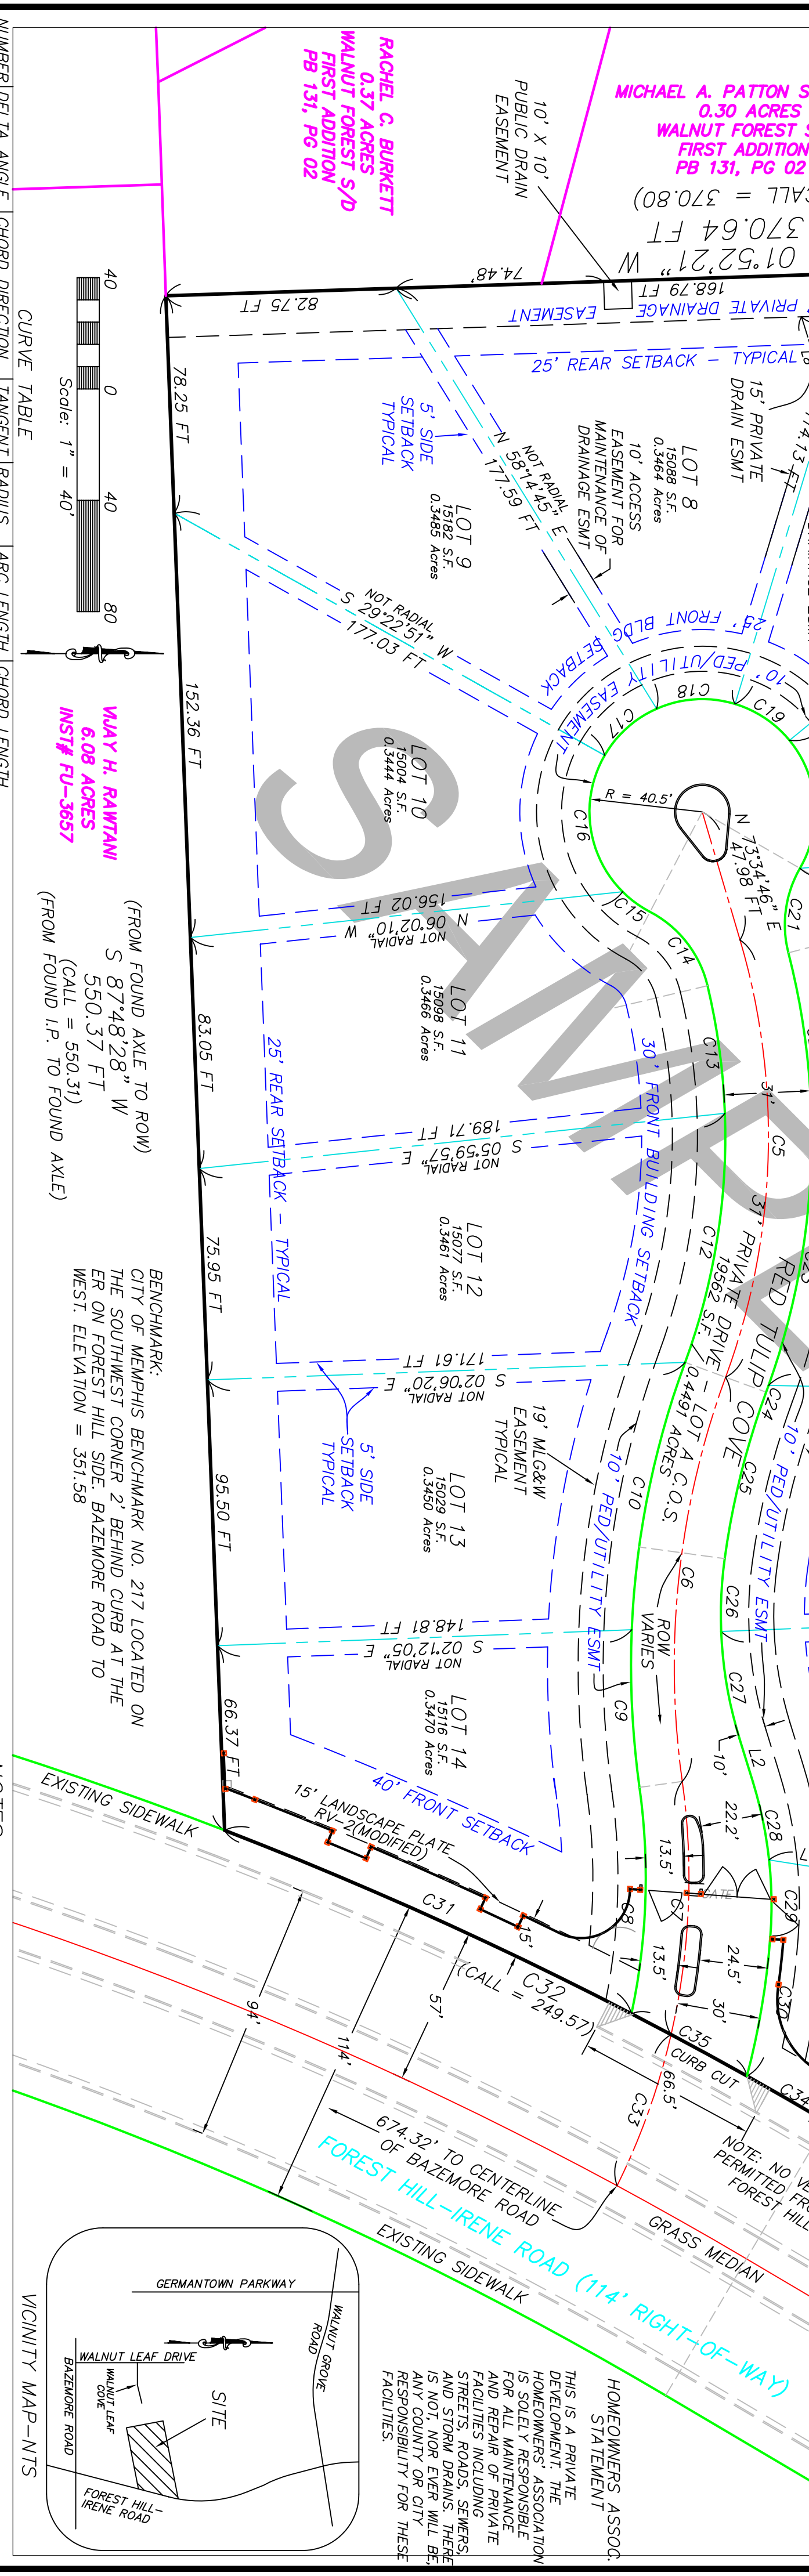 MICHAEL A. PATTON S
0.30 ACRES
WALNUT FOREST S
FIRST ADDITION
PB 131, PG 02
CALL = 370.80)
370.64 FT
01°52'21" W
RACHEL C. BURKETT
0.37 ACRES
WALNUT FOREST S/D
FIRST ADDITION
PB 131, PG 02
10' X 10'
PUBLIC DRAIN
EASEMENT
82.75 FT
74.48'
168.79 FT
PRIVATE DRAINAGE EASEMENT
25' REAR SETBACK - TYPICAL
15' PRIVATE
DRAIN ESMT
LOT 8
15088 S.F.
0.3464 Acres
10' ACCESS
EASEMENT FOR
MAINTENANCE OF
DRAINAGE ESMT
NOT RADIAL
N 58°14'45" E
177.59 FT
5' SIDE
SETBACK
TYPICAL
LOT 9
15182 S.F.
0.3485 Acres
NOT RADIAL
S 29°22'51" W
177.03 FT
25' FRONT BLDG SETBACK
10' PED/UTILITY EASEMENT
C19
C18
C17
C16
C15
C14
C13
C12
C10
C9
C8
R = 40.5'
N 73°34'46" E
47.98 FT
C21
LOT 10
15004 S.F.
0.3444 Acres
156.02 FT
N 06°02'10" W
NOT RADIAL
LOT 11
15098 S.F.
0.3466 Acres
189.71 FT
S 05°59'57" E
NOT RADIAL
30' FRONT BUILDING SETBACK
25' REAR SETBACK - TYPICAL
LOT 12
15077 S.F.
0.3461 Acres
171.61 FT
S 02°06'20" E
NOT RADIAL
5' SIDE
SETBACK
TYPICAL
19' MLG&W
EASEMENT
TYPICAL
LOT 13
15029 S.F.
0.3450 Acres
148.81 FT
S 02°12'05" E
NOT RADIAL
LOT 14
15116 S.F.
0.3470 Acres
40' FRONT SETBACK
15' LANDSCAPE PLATE
RV-2(MODIFIED)
10' PED/UTILITY ESMT
31'
C5
RED TULIP COVE
31' PRIVATE DRIVE - LOT A C.O.S.
19562 S.F. / 0.4491 ACRES
C24
C25
C26
C27
10' PED/UTILITY ESMT
C6
ROW
VARIES
L2
10'
C28
22.2'
13.5'
C7
GATE
C29
C30
13.5'
24.5'
30'
C35
CURB CUT
C34
66.5'
C33
15'
C31
C32
(CALL = 249.57)
78.25 FT
152.36 FT
83.05 FT
75.95 FT
95.50 FT
66.37 FT
SAMP
40
0
40
80
Scale: 1" = 40'
CURVE TABLE
NUMBER DELTA ANGLE CHORD DIRECTION TANGENT RADIUS ARC LENGTH CHORD LENGTH
VIJAY H. RAWTANI
6.08 ACRES
INST# FU-3657
(FROM FOUND AXLE TO ROW)
S 87°48'28" W
550.37 FT
(CALL = 550.31)
(FROM FOUND I.P. TO FOUND AXLE)
BENCHMARK:
CITY OF MEMPHIS BENCHMARK NO. 217 LOCATED ON
THE SOUTHWEST CORNER 2' BEHIND CURB AT THE
ER ON FOREST HILL SIDE. BAZEMORE ROAD TO
WEST. ELEVATION = 351.58
NOTES
EXISTING SIDEWALK
94'
114'
57'
674.32' TO CENTERLINE
OF BAZEMORE ROAD
FOREST HILL-IRENE ROAD (114' RIGHT-OF-WAY)
EXISTING SIDEWALK
GRASS MEDIAN
NOTE: NO VE
PERMITTED FR
FOREST HILL
HOMEOWNERS ASSOC.
STATEMENT
THIS IS A PRIVATE
DEVELOPMENT. THE
HOMEOWNERS' ASSOCIATION
IS SOLELY RESPONSIBLE
FOR ALL MAINTENANCE
AND REPAIR OF PRIVATE
FACILITIES INCLUDING
STREETS, ROADS, SEWERS,
AND STORM DRAINS. THERE
IS NOT, NOR EVER WILL BE,
ANY COUNTY OR CITY
RESPONSIBILITY FOR THESE
FACILITIES.
GERMANTOWN PARKWAY
WALNUT GROVE
ROAD
WALNUT LEAF DRIVE
WALNUT LEAF
COVE
BAZEMORE ROAD
SITE
FOREST HILL-
IRENE ROAD
VICINITY MAP-NTS